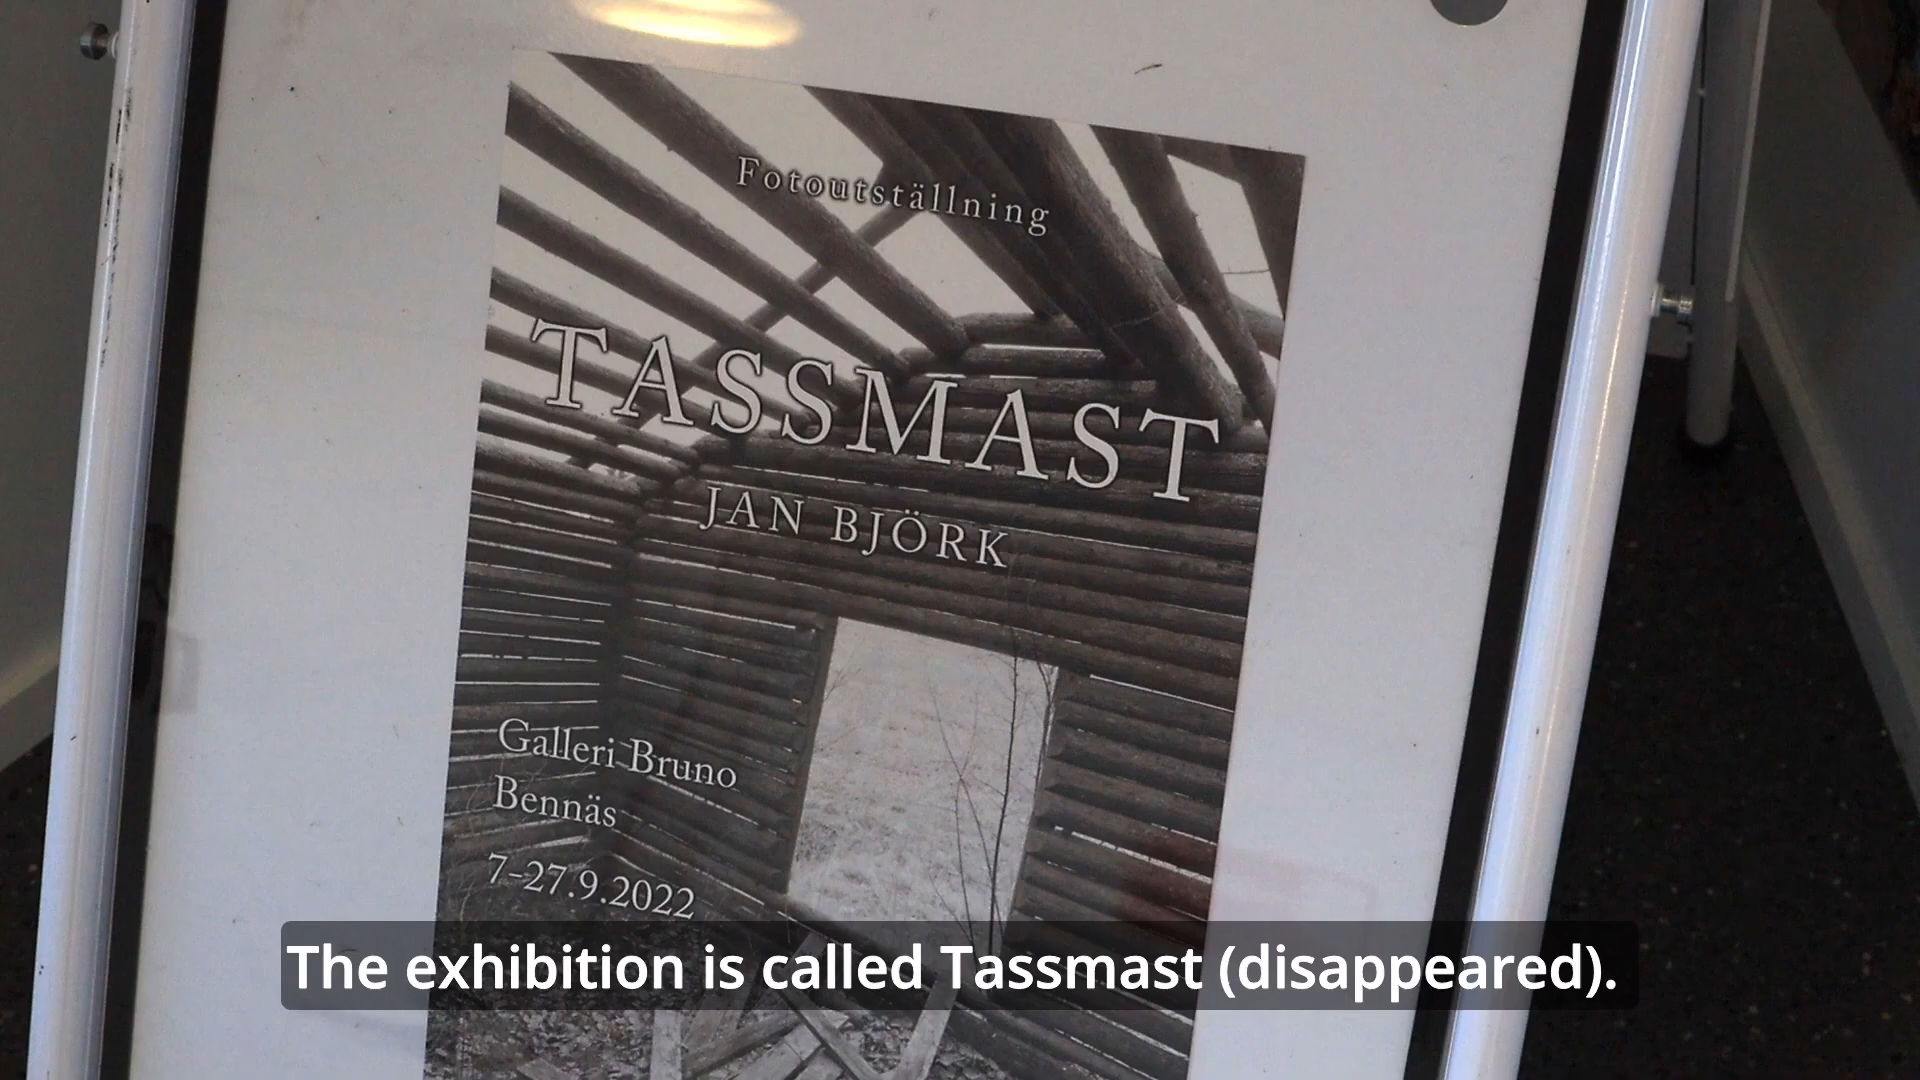 Fotoutställning
TASSMAST
JAN BJÖRK
Galleri Bruno
Bennäs
7-27.9.2022
The exhibition is called Tassmast (disappeared).